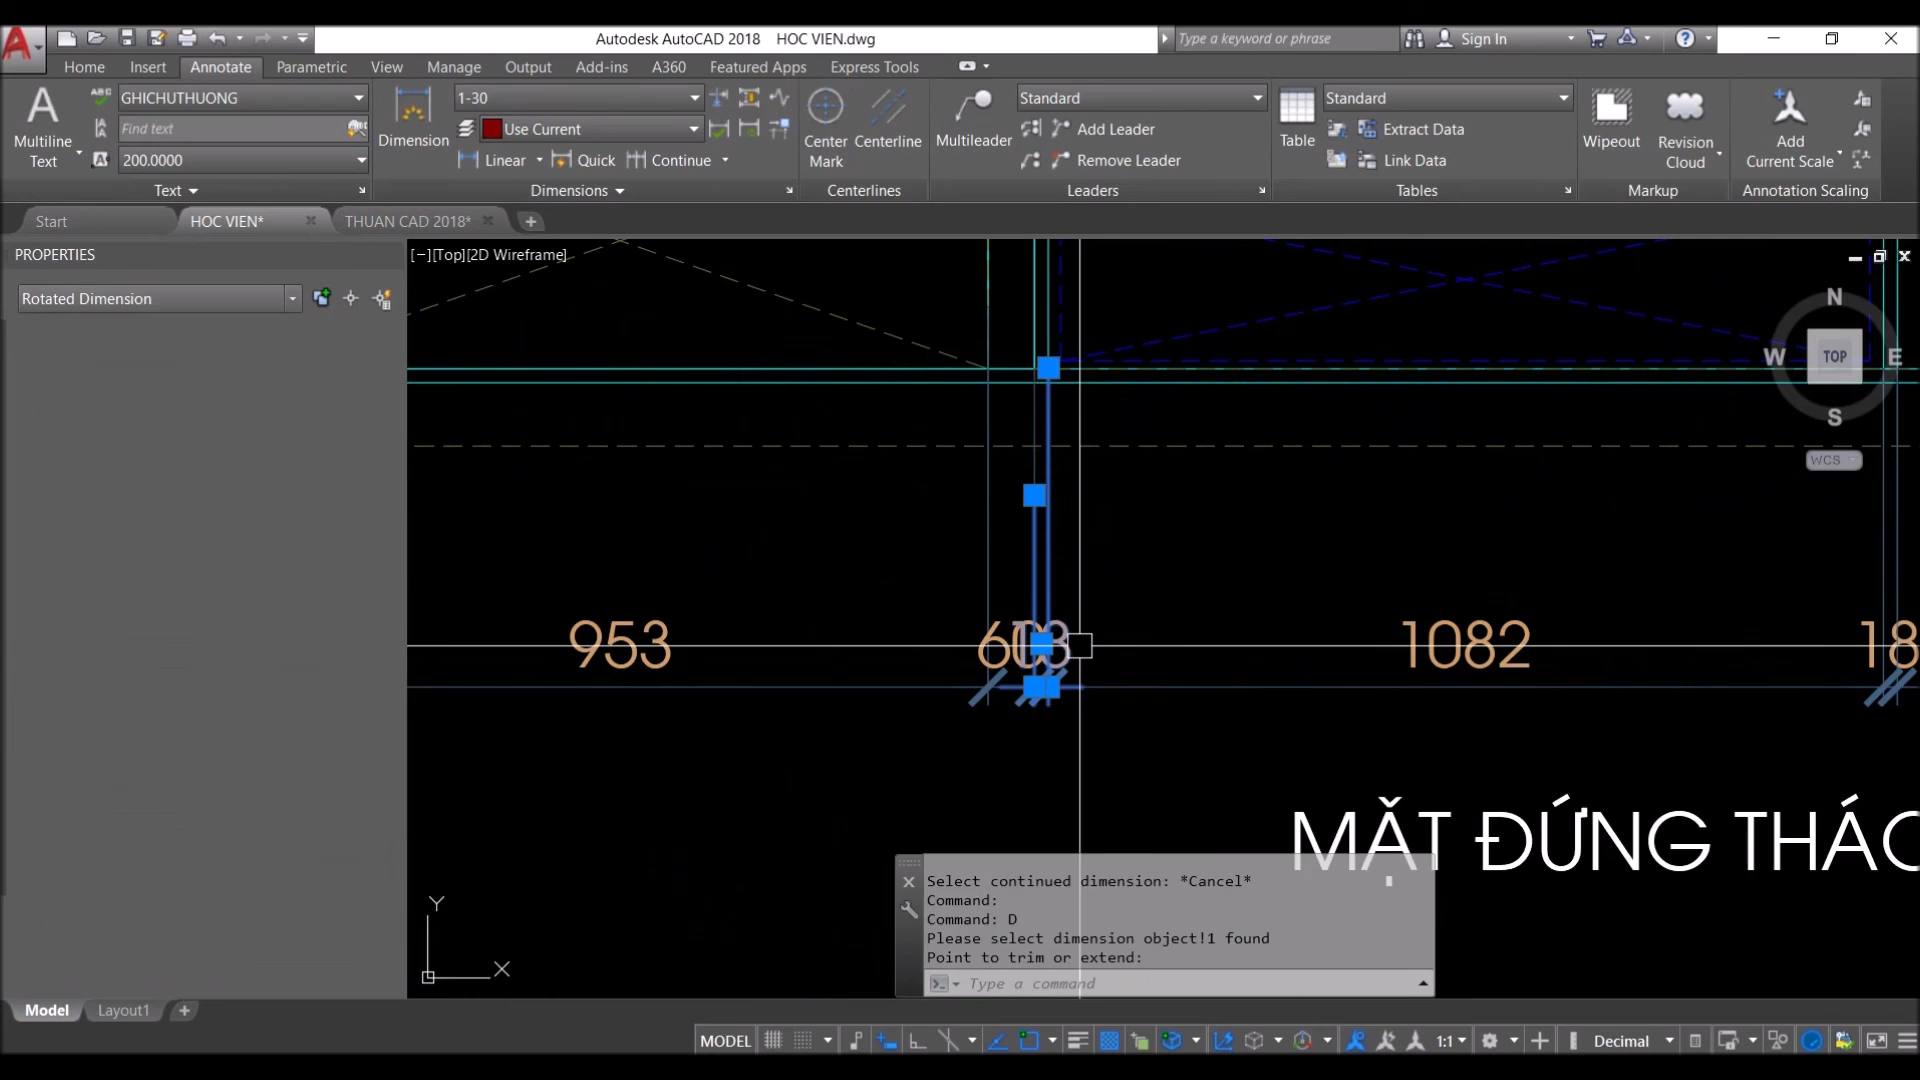 Autodesk AutoCAD 2018 HOC VIEN.dwg
Type a keyword or phrase
Sign In
Home Insert Annotate Parametric View Manage Output Add-ins A360 Featured Apps Express Tools
Multiline Text
GHICHUTHUONG
Find text
200.0000
Text
Dimension
1-30
Use Current
Linear Quick Continue
Dimensions
Center Mark
Centerline
Centerlines
Multileader
Standard
Add Leader
Remove Leader
Leaders
Table
Standard
Extract Data
Link Data
Tables
Wipeout
Revision Cloud
Markup
Add Current Scale
Annotation Scaling
Start HOC VIEN* THUAN CAD 2018*
PROPERTIES
Rotated Dimension
[−][Top][2D Wireframe]
N
W TOP E
S
WCS
953 1082 18
MẶT ĐỨNG THÁO
Select continued dimension: *Cancel*
Command:
Command: D
Please select dimension object!1 found
Point to trim or extend:
Type a command
Y
X
Model Layout1
MODEL 1:1 Decimal